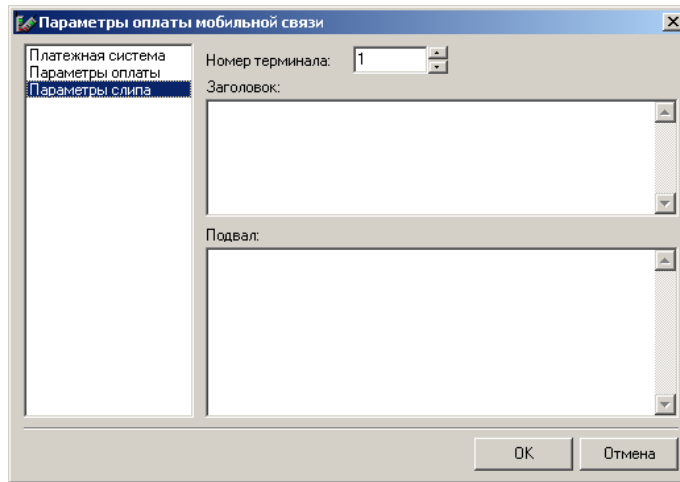 Параметры оплаты мобильной связи
Платежная система
Параметры оплаты
Параметры слипа
Номер терминала: 1
Заголовок:
Подвал:
OK
Отмена